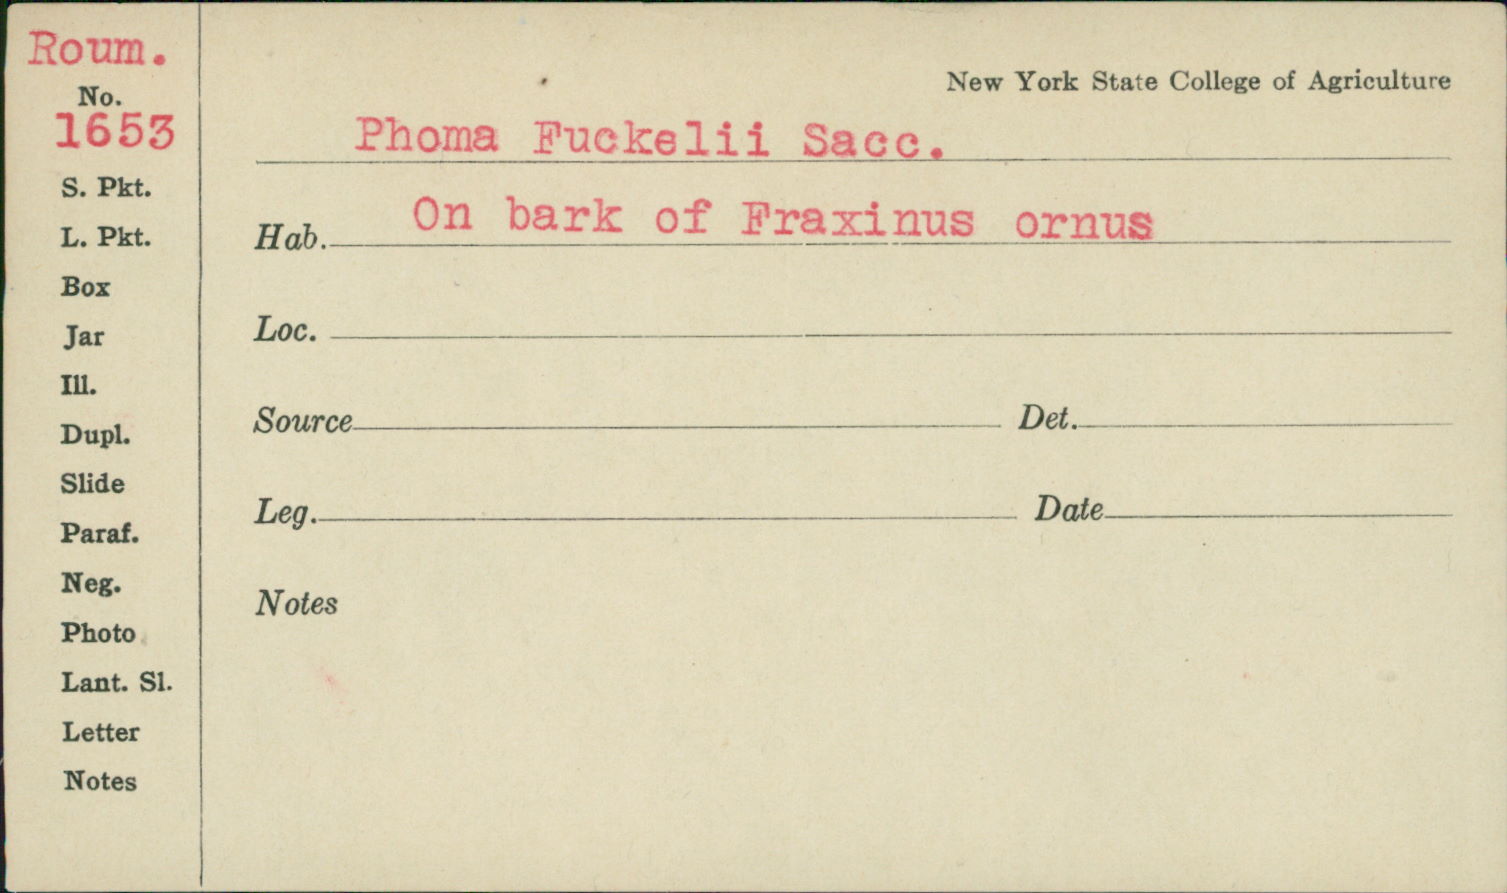 Roum.
No.
1653
S. Pkt.
L. Pkt.
Box
Jar
Ill.
Dupl.
Slide
Paraf.
Neg.
Photo
Lant. Sl.
Letter
Notes
New York State College of Agriculture
Phoma Fuckelii Sacc.
Hab. On bark of Fraxinus ornus
Loc.
Source Det.
Leg. Date
Notes